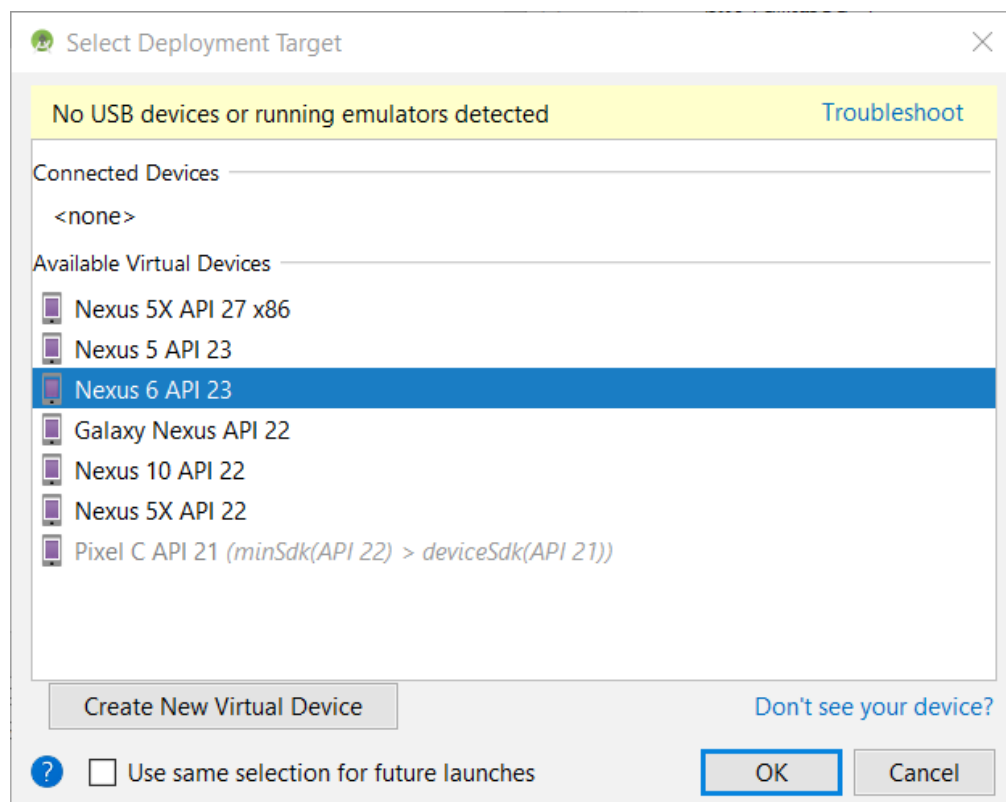 Select Deployment Target
No USB devices or running emulators detected Troubleshoot
Connected Devices
<none>
Available Virtual Devices
Nexus 5X API 27 x86
Nexus 5 API 23
Nexus 6 API 23
Galaxy Nexus API 22
Nexus 10 API 22
Nexus 5X API 22
Pixel C API 21 (minSdk(API 22) > deviceSdk(API 21))
Create New Virtual Device Don't see your device?
? Use same selection for future launches OK Cancel